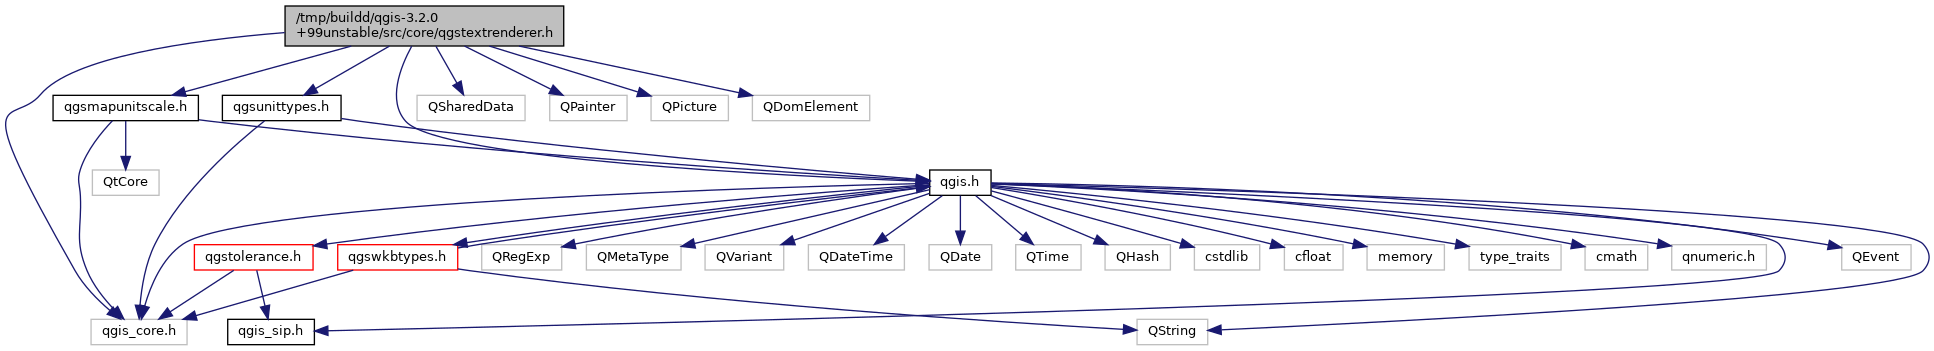 /tmp/buildd/qgis-3.2.0
+99unstable/src/core/qgstextrenderer.h
qgsmapunitscale.h
qgsunittypes.h
QSharedData
QPainter
QPicture
QDomElement
QtCore
qgis.h
qgstolerance.h
qgswkbtypes.h
QRegExp
QMetaType
QVariant
QDateTime
QDate
QTime
QHash
cstdlib
cfloat
memory
type_traits
cmath
qnumeric.h
QEvent
qgis_core.h
qgis_sip.h
QString